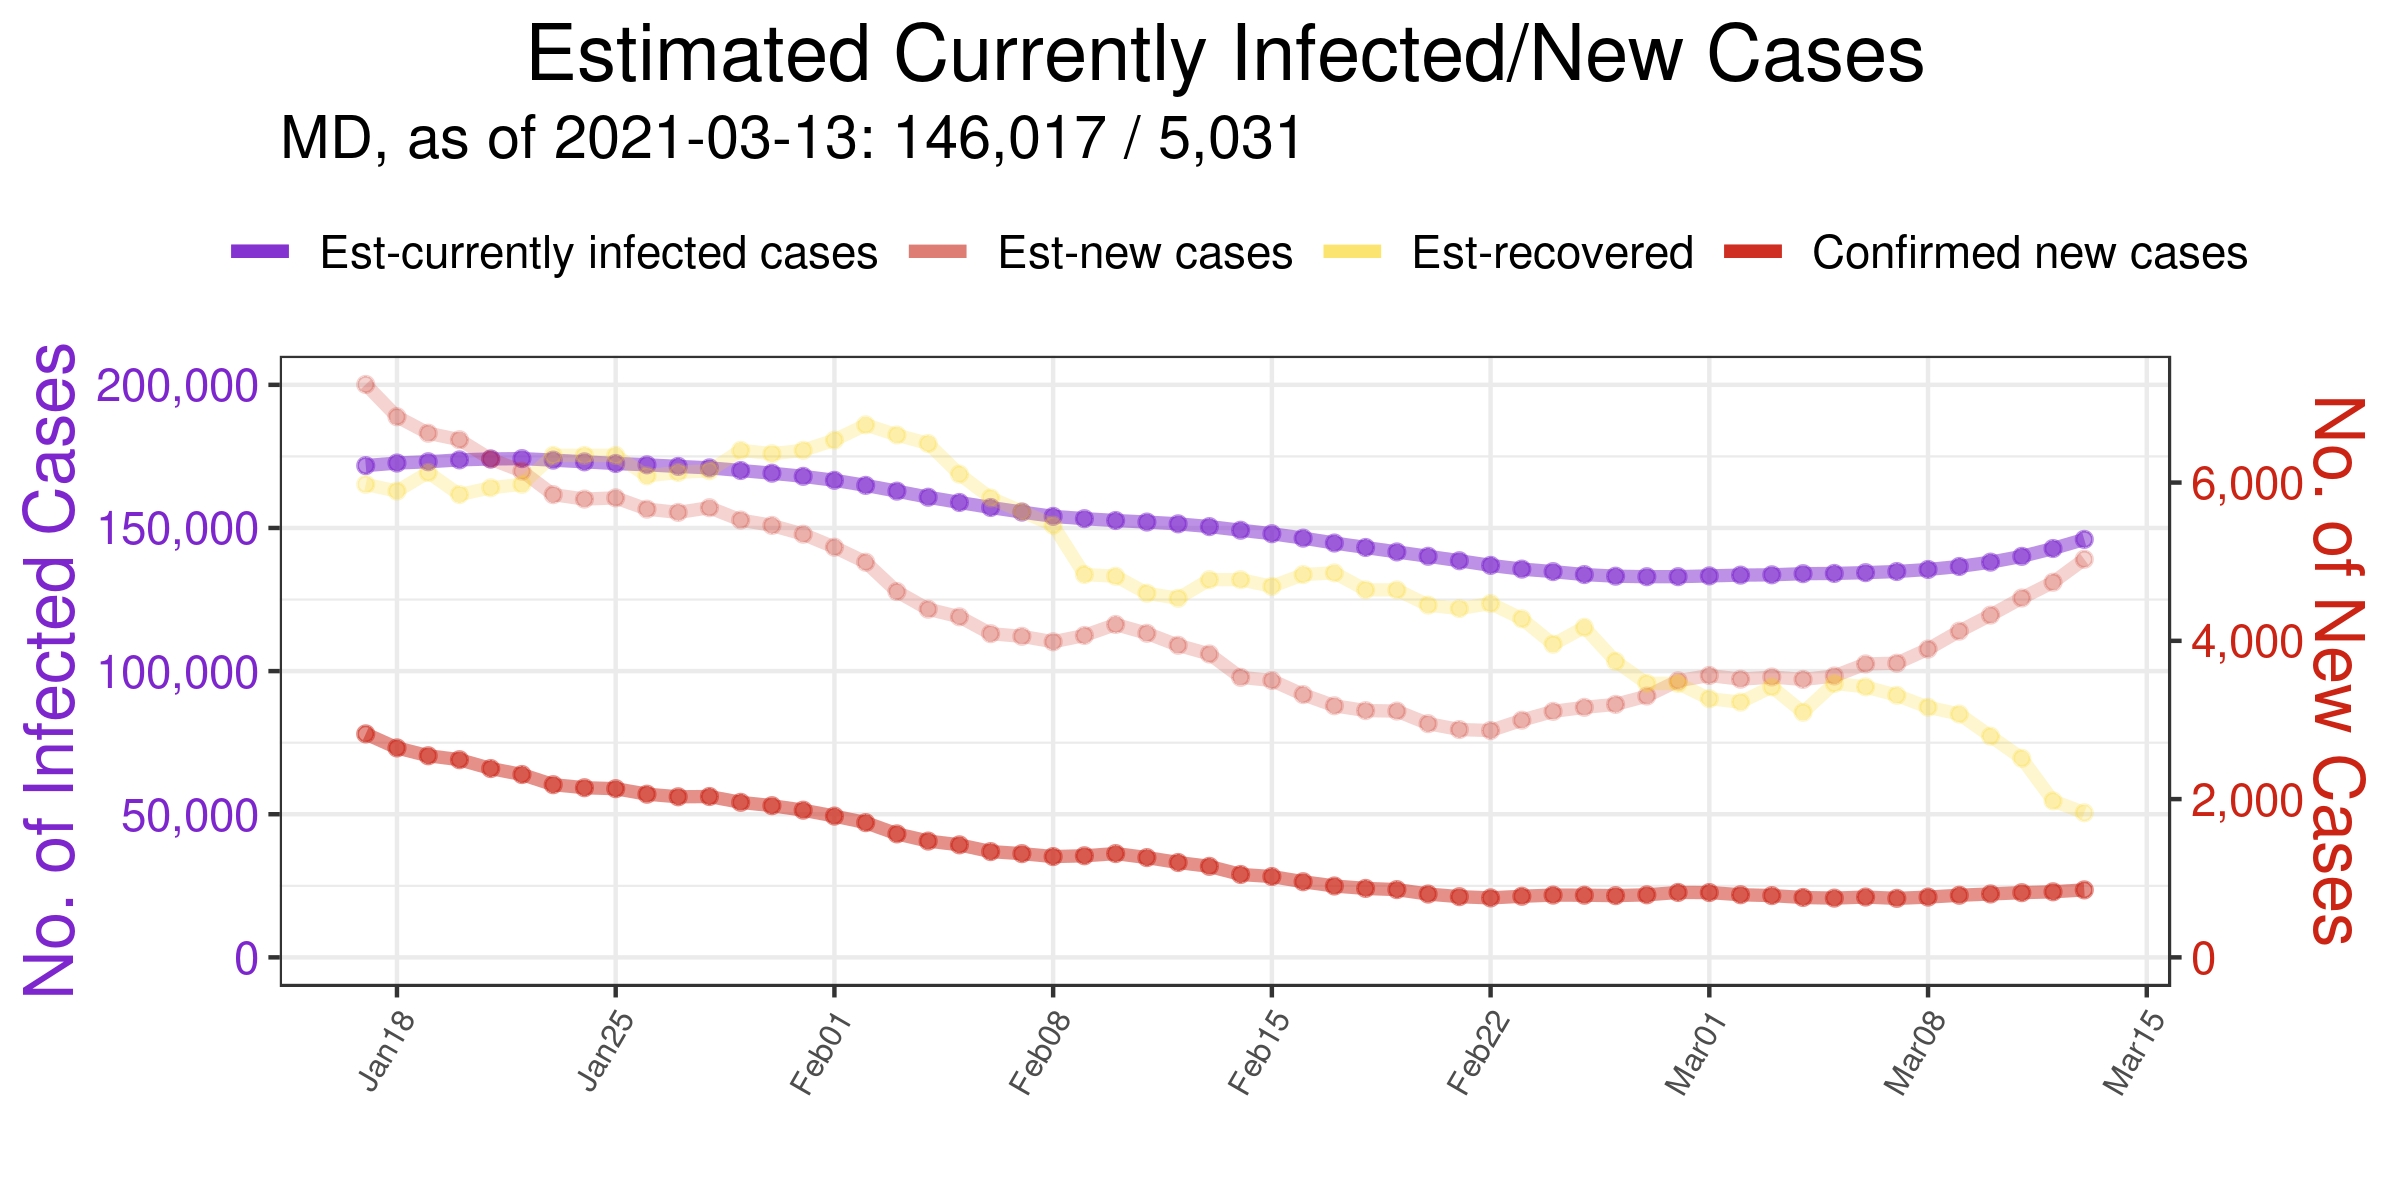 Estimated Currently Infected/New Cases
MD, as of 2021-03-13: 146,017 / 5,031
Est-currently infected cases Est-new cases Est-recovered Confirmed new cases
No. of Infected Cases
200,000
150,000
100,000
50,000
0
6,000
4,000
2,000
0
No. of New Cases
Jan18 Jan25 Feb01 Feb08 Feb15 Feb22 Mar01 Mar08 Mar15